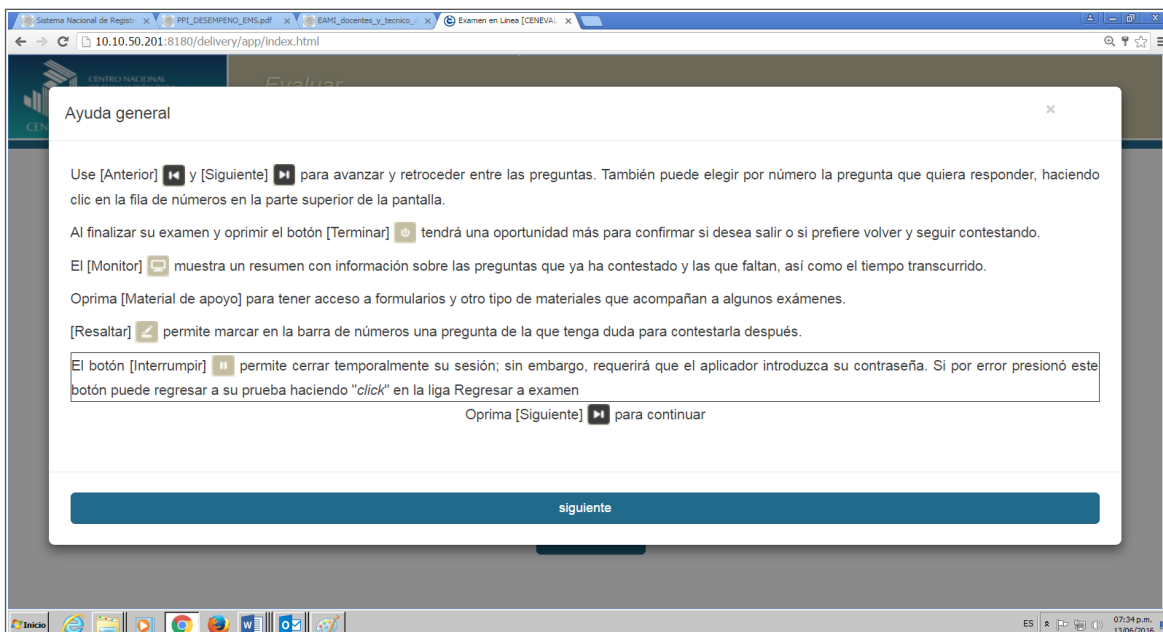 Sistema Nacional de Registr
PPI_DESEMPEÑO_EMS.pdf
EAMI_docentes_y_tecnico_d
Examen en Línea [CENEVAL
10.10.50.201:8180/delivery/app/index.html
CENTRO NACIONAL
Evaluar
CEN
Ayuda general
×
Use [Anterior] y [Siguiente] para avanzar y retroceder entre las preguntas. También puede elegir por número la pregunta que quiera responder, haciendo
clic en la fila de números en la parte superior de la pantalla.
Al finalizar su examen y oprimir el botón [Terminar] tendrá una oportunidad más para confirmar si desea salir o si prefiere volver y seguir contestando.
El [Monitor] muestra un resumen con información sobre las preguntas que ya ha contestado y las que faltan, así como el tiempo transcurrido.
Oprima [Material de apoyo] para tener acceso a formularios y otro tipo de materiales que acompañan a algunos exámenes.
[Resaltar] permite marcar en la barra de números una pregunta de la que tenga duda para contestarla después.
El botón [Interrumpir] permite cerrar temporalmente su sesión; sin embargo, requerirá que el aplicador introduzca su contraseña. Si por error presionó este
botón puede regresar a su prueba haciendo "click" en la liga Regresar a examen
Oprima [Siguiente] para continuar
siguiente
Inicio
ES
07:34 p.m.
13/06/2016